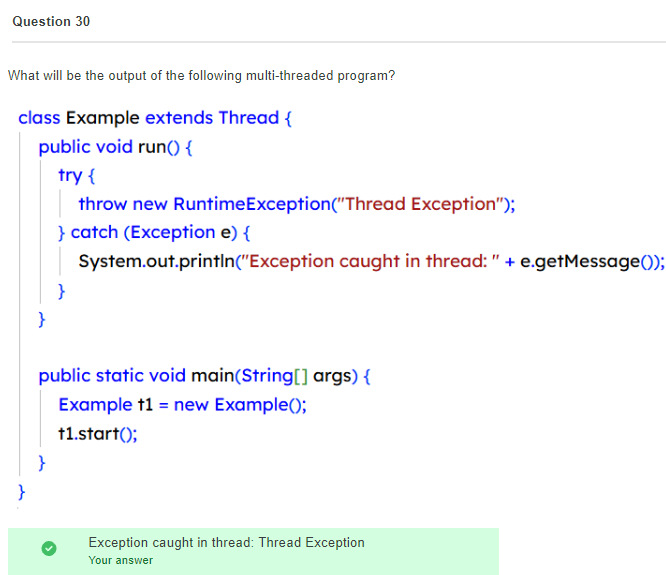 Question 30
What will be the output of the following multi-threaded program?
class Example extends Thread {
public void run() {
try {
throw new RuntimeException("Thread Exception");
} catch (Exception e) {
System.out.println("Exception caught in thread: " + e.getMessage());
}
}
public static void main(String[] args) {
Example t1 = new Example();
t1.start();
}
}
Exception caught in thread: Thread Exception
Your answer